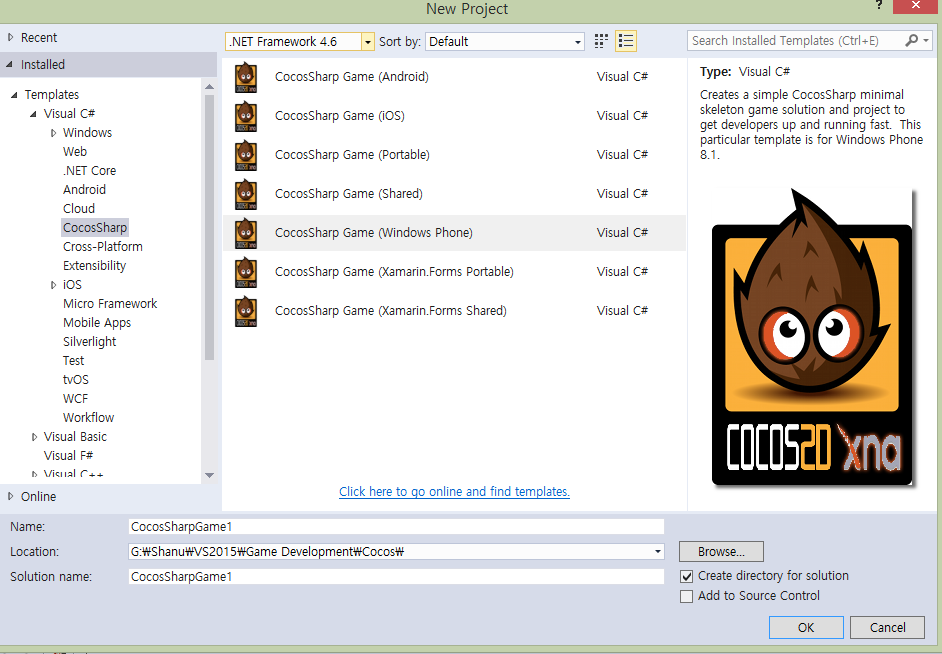 New Project
?
Recent
.NET Framework 4.6
Sort by:
Default
Search Installed Templates (Ctrl+E)
Installed
Templates
Visual C#
Windows
Web
.NET Core
Android
Cloud
CocosSharp
Cross-Platform
Extensibility
iOS
Micro Framework
Mobile Apps
Silverlight
Test
tvOS
WCF
Workflow
Visual Basic
Visual F#
Visual C++
Online
CocosSharp Game (Android) Visual C#
CocosSharp Game (iOS) Visual C#
CocosSharp Game (Portable) Visual C#
CocosSharp Game (Shared) Visual C#
CocosSharp Game (Windows Phone) Visual C#
CocosSharp Game (Xamarin.Forms Portable) Visual C#
CocosSharp Game (Xamarin.Forms Shared) Visual C#
Click here to go online and find templates.
Type: Visual C#
Creates a simple CocosSharp minimal
skeleton game solution and project to
get developers up and running fast. This
particular template is for Windows Phone
8.1.
COCOS2D xna
Name: CocosSharpGame1
Location: G:₩Shanu₩VS2015₩Game Development₩Cocos₩
Browse...
Solution name: CocosSharpGame1
Create directory for solution
Add to Source Control
OK
Cancel